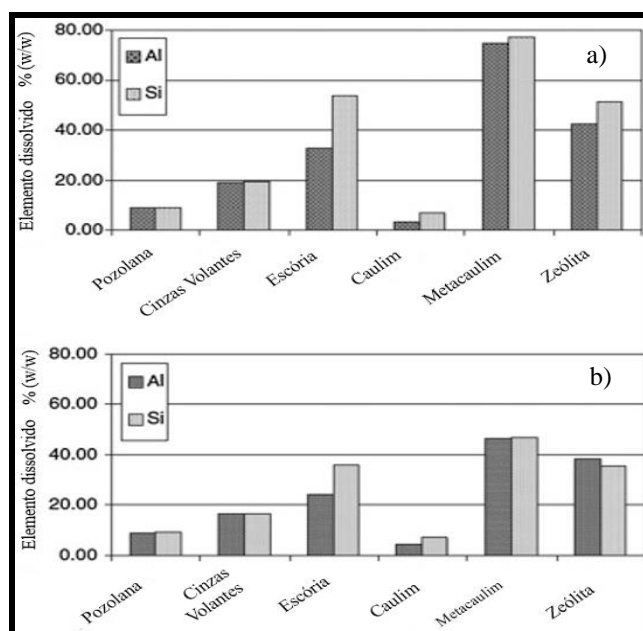 80.00
60.00
40.00
20.00
0.00
Elemento dissolvido % (w/w)
Al
Si
a)
Pozolana
Cinzas Volantes
Escória
Caulim
Metacaulim
Zeólita
80.00
60.00
40.00
20.00
0.00
Elemento dissolvido % (w/w)
Al
Si
b)
Pozolana
Cinzas
Volantes
Escória
Caulim
Metacaulim
Zeólita